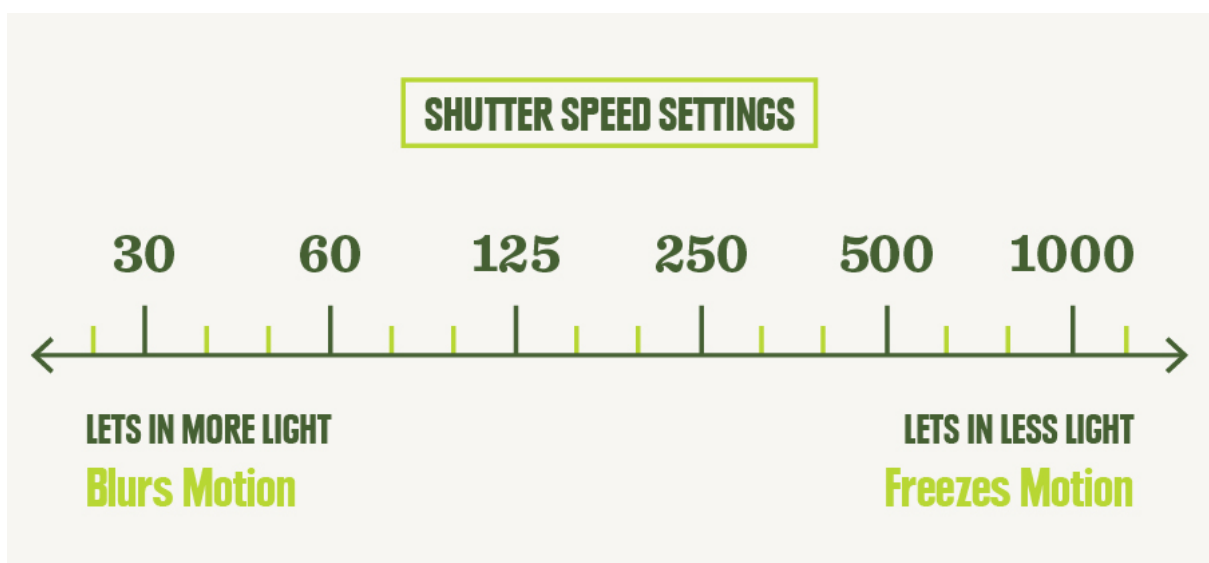 SHUTTER SPEED SETTINGS
30 60 125 250 500 1000
LETS IN MORE LIGHT
Blurs Motion
LETS IN LESS LIGHT
Freezes Motion